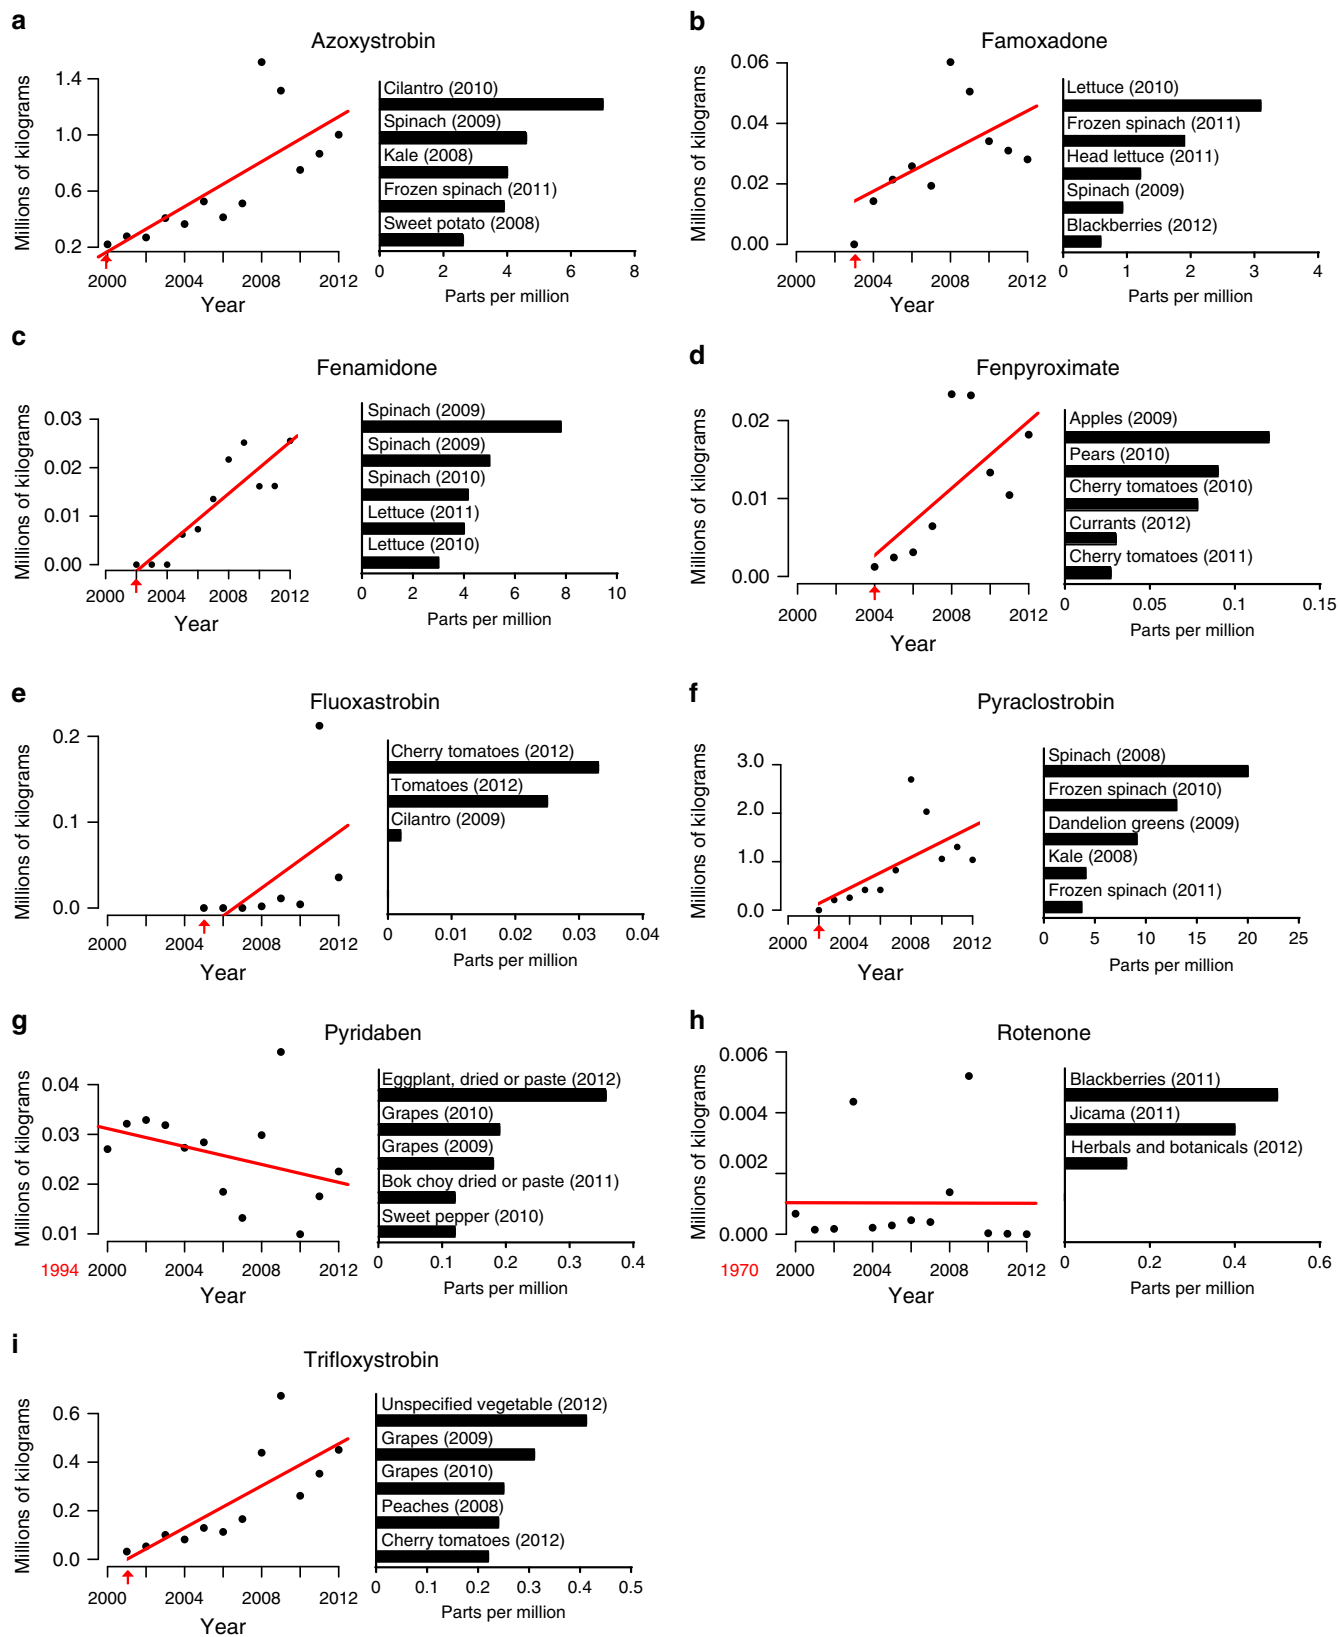 a
Azoxystrobin
Millions of kilograms
1.4
1.0
0.6
0.2
2000 2004 2008 2012
Year
Cilantro (2010)
Spinach (2009)
Kale (2008)
Frozen spinach (2011)
Sweet potato (2008)
0 2 4 6 8
Parts per million
b
Famoxadone
Millions of kilograms
0.06
0.04
0.02
0.00
2000 2004 2008 2012
Year
Lettuce (2010)
Frozen spinach (2011)
Head lettuce (2011)
Spinach (2009)
Blackberries (2012)
0 1 2 3 4
Parts per million
c
Fenamidone
Millions of kilograms
0.03
0.02
0.01
0.00
2000 2004 2008 2012
Year
Spinach (2009)
Spinach (2009)
Spinach (2010)
Lettuce (2011)
Lettuce (2010)
0 2 4 6 8 10
Parts per million
d
Fenpyroximate
Millions of kilograms
0.02
0.01
0.00
2000 2004 2008 2012
Year
Apples (2009)
Pears (2010)
Cherry tomatoes (2010)
Currants (2012)
Cherry tomatoes (2011)
0 0.05 0.1 0.15
Parts per million
e
Fluoxastrobin
Millions of kilograms
0.2
0.1
0.0
2000 2004 2008 2012
Year
Cherry tomatoes (2012)
Tomatoes (2012)
Cilantro (2009)
0 0.01 0.02 0.03 0.04
Parts per million
f
Pyraclostrobin
Millions of kilograms
3.0
2.0
1.0
0.0
2000 2004 2008 2012
Year
Spinach (2008)
Frozen spinach (2010)
Dandelion greens (2009)
Kale (2008)
Frozen spinach (2011)
0 5 10 15 20 25
Parts per million
g
Pyridaben
Millions of kilograms
0.04
0.03
0.02
0.01
1994 2000 2004 2008 2012
Year
Eggplant, dried or paste (2012)
Grapes (2010)
Grapes (2009)
Bok choy dried or paste (2011)
Sweet pepper (2010)
0 0.1 0.2 0.3 0.4
Parts per million
h
Rotenone
Millions of kilograms
0.006
0.004
0.002
0.000
1970 2000 2004 2008 2012
Year
Blackberries (2011)
Jicama (2011)
Herbals and botanicals (2012)
0 0.2 0.4 0.6
Parts per million
i
Trifloxystrobin
Millions of kilograms
0.6
0.4
0.2
0.0
2000 2004 2008 2012
Year
Unspecified vegetable (2012)
Grapes (2009)
Grapes (2010)
Peaches (2008)
Cherry tomatoes (2012)
0 0.1 0.2 0.3 0.4 0.5
Parts per million